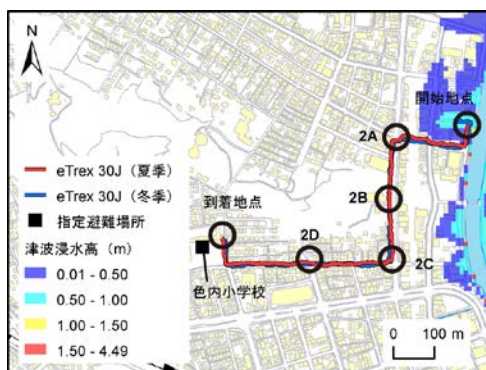 N
開始地点
2A
eTrex 30J（夏季）
eTrex 30J（冬季）
指定避難場所
到着地点
2B
津波浸水高（m）
2D
0.01 - 0.50
2C
0.50 - 1.00
色内小学校
1.00 - 1.50
1.50 - 4.49
0 100 m